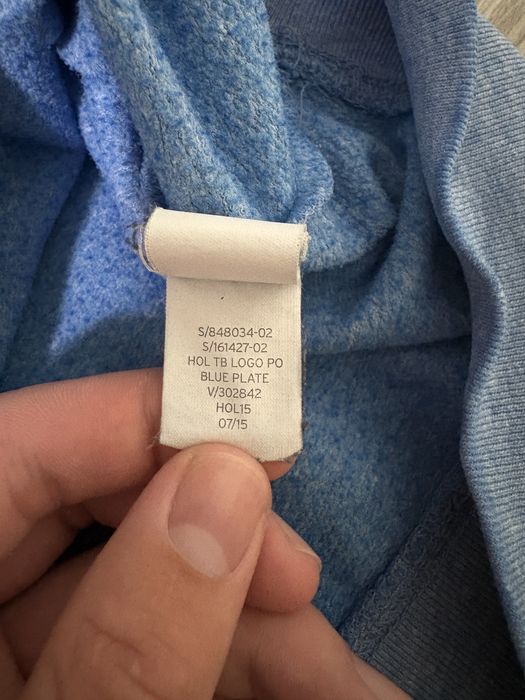 S/848034-02
S/161427-02
HOL TB LOGO PO
BLUE PLATE
V/302842
HOL15
07/15